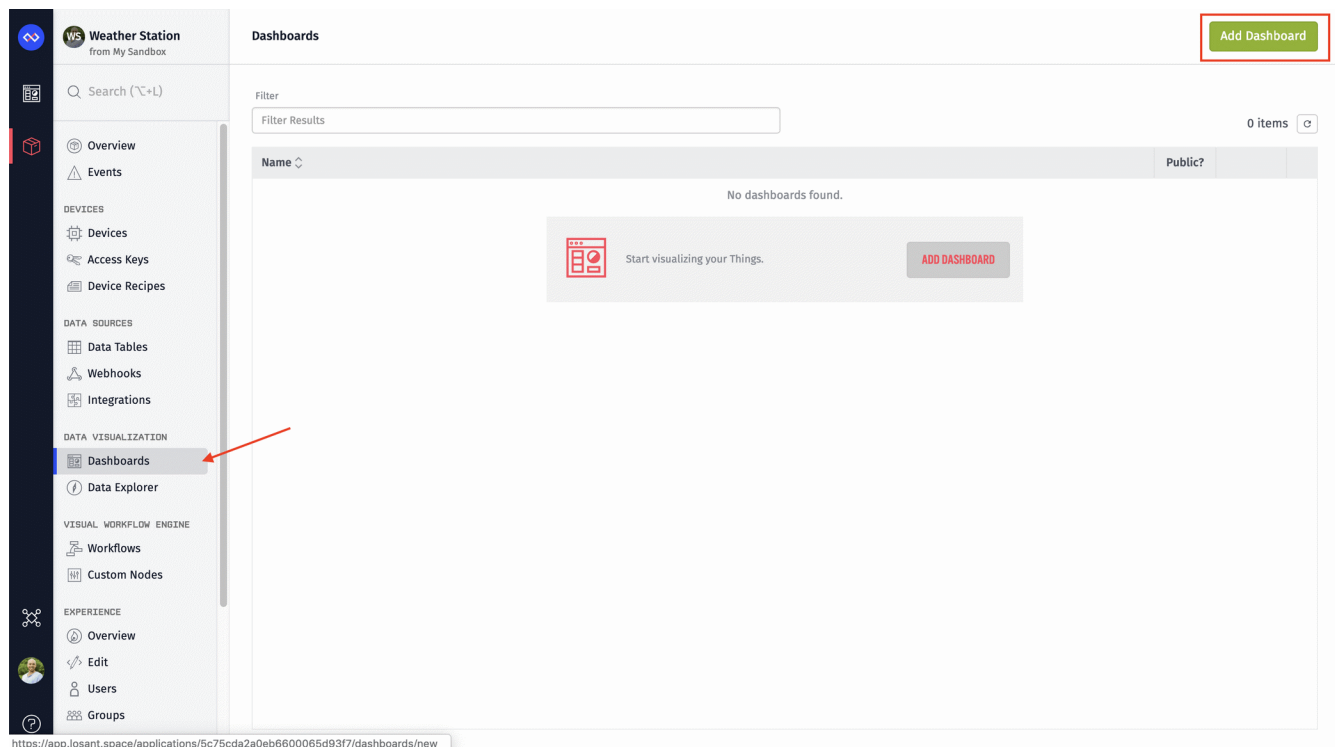 WS Weather Station
from My Sandbox
Search (⌥+L)
Overview
Events
DEVICES
Devices
Access Keys
Device Recipes
DATA SOURCES
Data Tables
Webhooks
Integrations
DATA VISUALIZATION
Dashboards
Data Explorer
VISUAL WORKFLOW ENGINE
Workflows
Custom Nodes
EXPERIENCE
Overview
Edit
Users
Groups
Dashboards
Add Dashboard
Filter
Filter Results
0 items
Name
Public?
No dashboards found.
Start visualizing your Things.
ADD DASHBOARD
https://app.losant.space/applications/5c75cda2a0eb6600065d93f7/dashboards/new